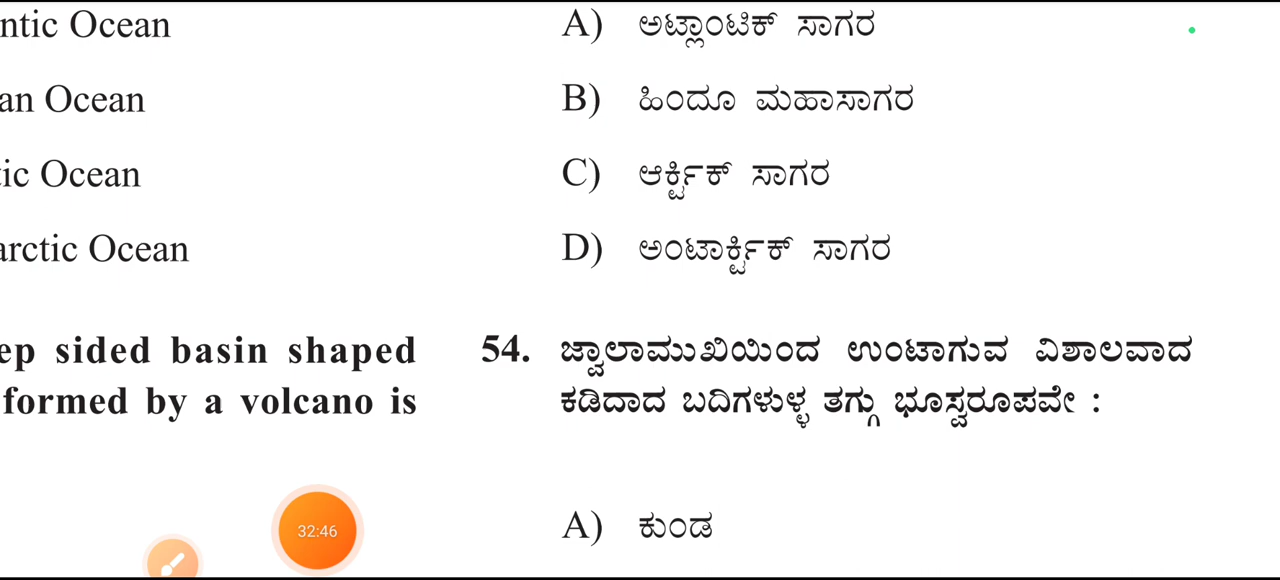 ntic Ocean
an Ocean
ic Ocean
arctic Ocean
ep sided basin shaped
formed by a volcano is
32:46
A) ಅಟ್ಲಾಂಟಿಕ್ ಸಾಗರ
B) ಹಿಂದೂ ಮಹಾಸಾಗರ
C) ಆರ್ಕ್ಟಿಕ್ ಸಾಗರ
D) ಅಂಟಾರ್ಕ್ಟಿಕ್ ಸಾಗರ
54. ಜ್ವಾಲಾಮುಖಿಯಿಂದ ಉಂಟಾಗುವ ವಿಶಾಲವಾದ
ಕಡಿದಾದ ಬದಿಗಳುಳ್ಳ ತಗ್ಗು ಭೂಸ್ವರೂಪವೇ :
A) ಕುಂಡ